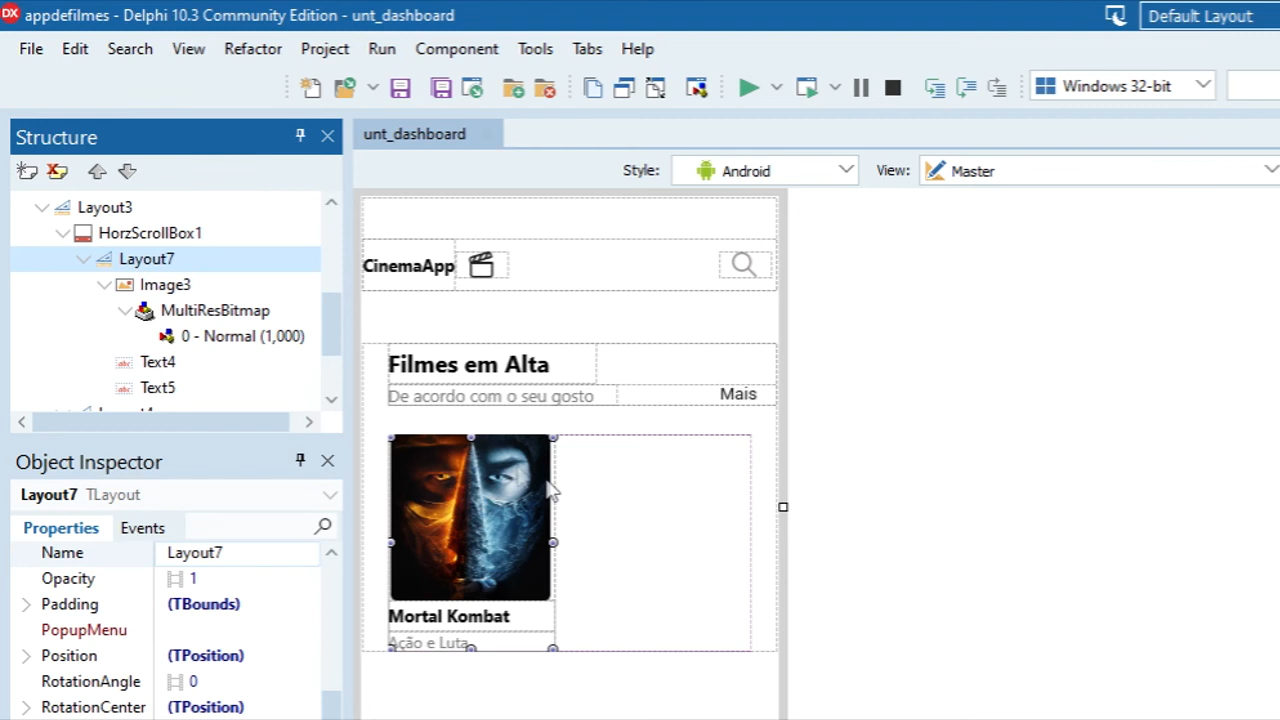 DX appdefilmes - Delphi 10.3 Community Edition - unt_dashboard
Default Layout
File Edit Search View Refactor Project Run Component Tools Tabs Help
Windows 32-bit
Structure
unt_dashboard
Style: Android View: Master
Layout3
HorzScrollBox1
Layout7
Image3
MultiResBitmap
0 - Normal (1,000)
Text4
Text5
CinemaApp
Filmes em Alta
De acordo com o seu gosto
Mais
Mortal Kombat
Ação e Luta
Object Inspector
Layout7 TLayout
Properties Events
Name Layout7
Opacity 1
Padding (TBounds)
PopupMenu
Position (TPosition)
RotationAngle 0
RotationCenter (TPosition)